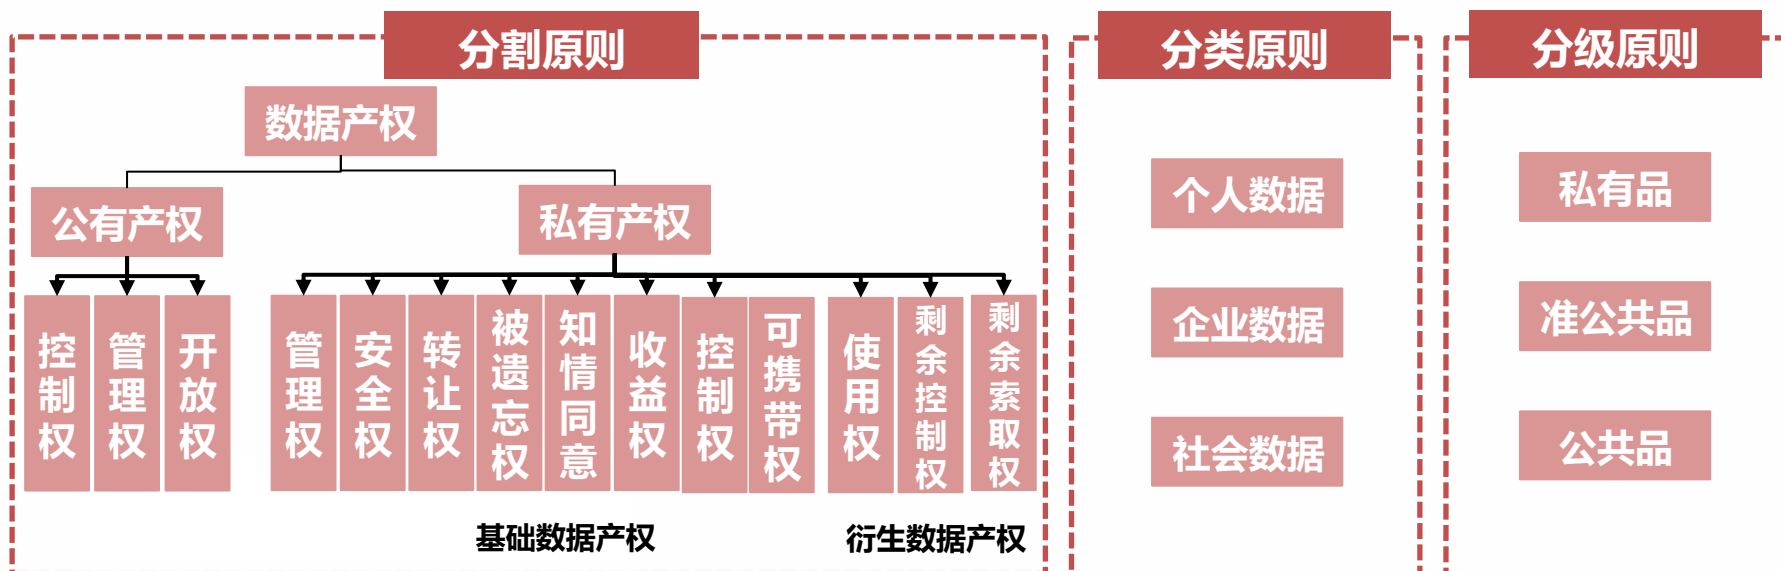 分割原则
数据产权
公有产权
私有产权
控制权
管理权
开放权
管理权
安全权
转让权
被遗忘权
知情同意
收益权
控制权
可携带权
使用权
剩余控制权
剩余索取权
基础数据产权
衍生数据产权
分类原则
个人数据
企业数据
社会数据
分级原则
私有品
准公共品
公共品